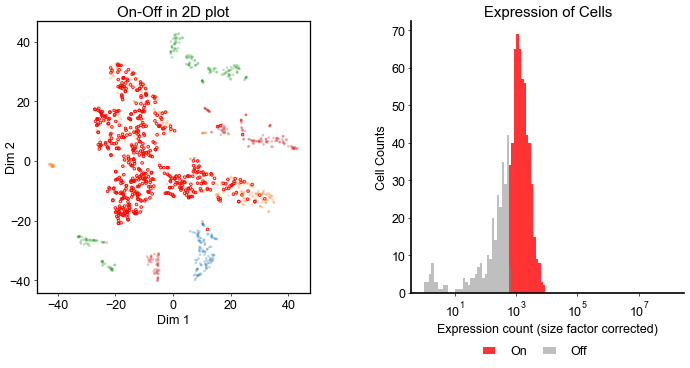 On-Off in 2D plot
Dim 2
40
20
0
−20
−40
−40 −20 0 20 40
Dim 1
Expression of Cells
Cell Counts
70
60
50
40
30
20
10
0
10^1 10^3 10^5 10^7
Expression count (size factor corrected)
On Off